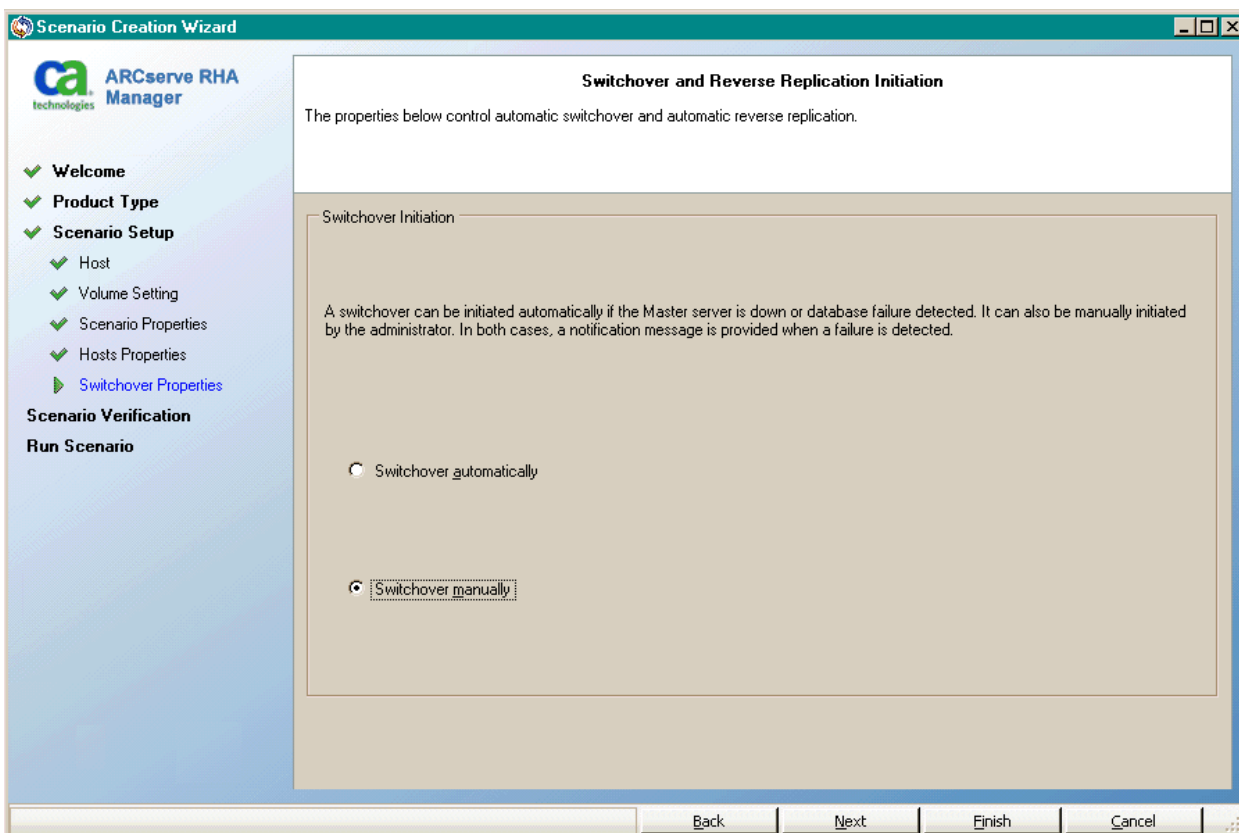 Scenario Creation Wizard
ca
technologies
ARCserve RHA
Manager
Welcome
Product Type
Scenario Setup
Host
Volume Setting
Scenario Properties
Hosts Properties
Switchover Properties
Scenario Verification
Run Scenario
Switchover and Reverse Replication Initiation
The properties below control automatic switchover and automatic reverse replication.
Switchover Initiation
A switchover can be initiated automatically if the Master server is down or database failure detected. It can also be manually initiated
by the administrator. In both cases, a notification message is provided when a failure is detected.
Switchover automatically
Switchover manually
Back Next Finish Cancel